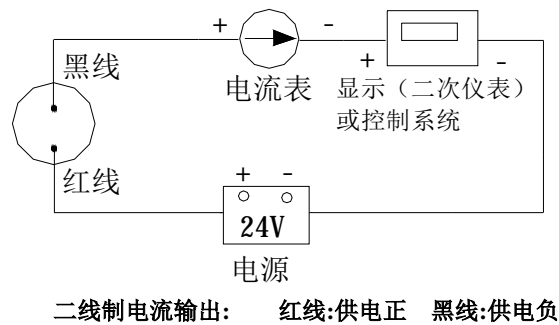 + -
黑线
+ -
电流表
显示（二次仪表）
或控制系统
红线
+ -
24V
电源
二线制电流输出: 红线:供电正 黑线:供电负